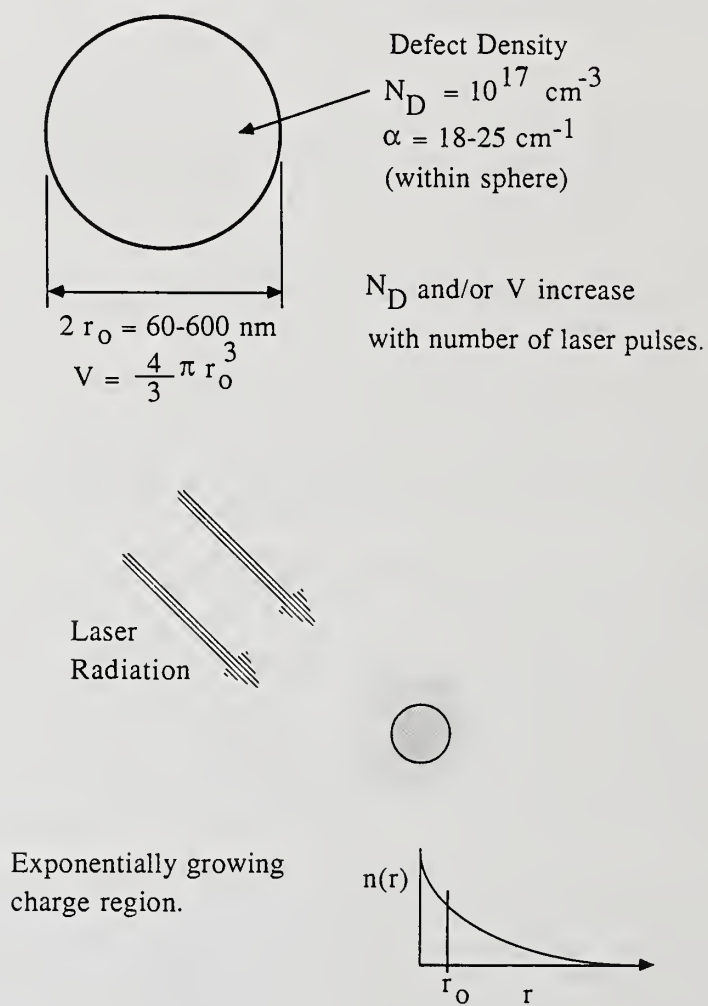 Defect Density
N_D = 10^17 cm^-3
α = 18-25 cm^-1
(within sphere)
2 r_o = 60-600 nm
V = 4/3 π r_o^3
N_D and/or V increase
with number of laser pulses.
Laser
Radiation
Exponentially growing
charge region.
n(r)
r_o
r